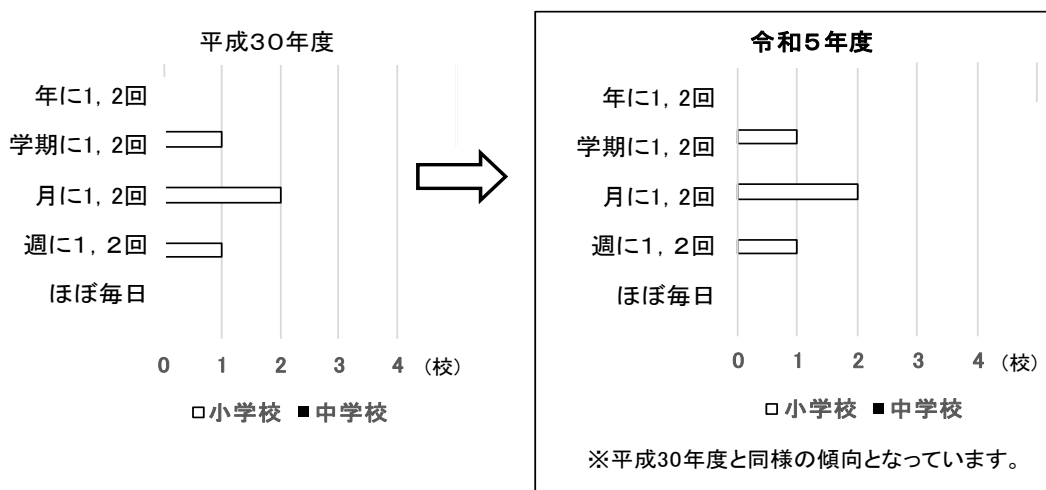 平成３０年度
年に１，２回
学期に１，２回
月に１，２回
週に１，２回
ほぼ毎日
0 1 2 3 4 （校）
□小学校 ■中学校
令和５年度
年に１，２回
学期に１，２回
月に１，２回
週に１，２回
ほぼ毎日
0 1 2 3 4 （校）
□小学校 ■中学校
※平成30年度と同様の傾向となっています。